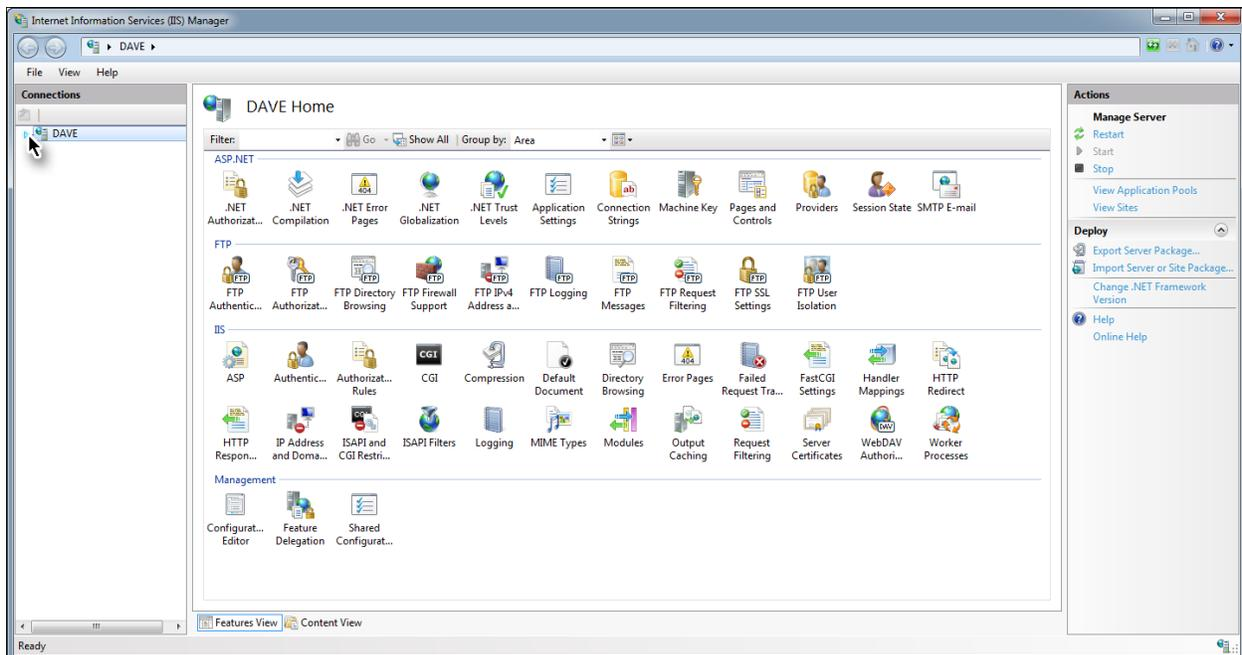 Internet Information Services (IIS) Manager
DAVE
File View Help
Connections
DAVE
DAVE Home
Filter: Go Show All Group by: Area
ASP.NET
.NET Authorizat...
.NET Compilation
.NET Error Pages
.NET Globalization
.NET Trust Levels
Application Settings
Connection Strings
Machine Key
Pages and Controls
Providers
Session State
SMTP E-mail
FTP
FTP Authentic...
FTP Authorizat...
FTP Directory Browsing
FTP Firewall Support
FTP IPv4 Address a...
FTP Logging
FTP Messages
FTP Request Filtering
FTP SSL Settings
FTP User Isolation
IIS
ASP
Authentic...
Authorizat... Rules
CGI
Compression
Default Document
Directory Browsing
Error Pages
Failed Request Tra...
FastCGI Settings
Handler Mappings
HTTP Redirect
HTTP Respon...
IP Address and Doma...
ISAPI and CGI Restri...
ISAPI Filters
Logging
MIME Types
Modules
Output Caching
Request Filtering
Server Certificates
WebDAV Authori...
Worker Processes
Management
Configurat... Editor
Feature Delegation
Shared Configurat...
Features View Content View
Actions
Manage Server
Restart
Start
Stop
View Application Pools
View Sites
Deploy
Export Server Package...
Import Server or Site Package...
Change .NET Framework
Version
Help
Online Help
Ready